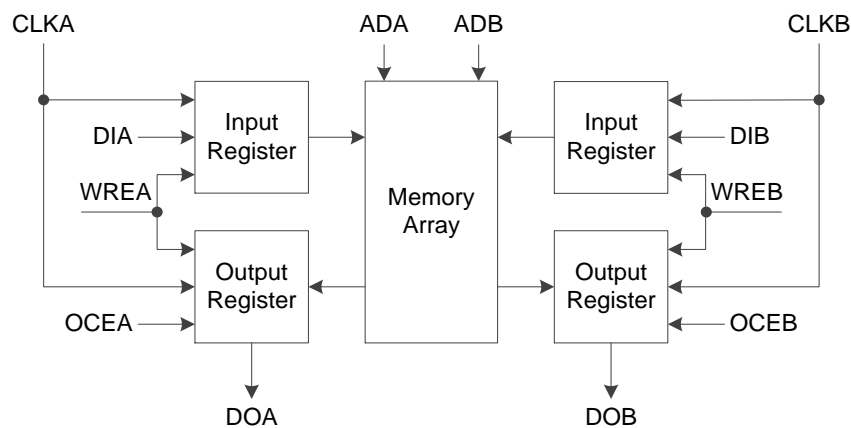 CLKA
ADA
ADB
CLKB
Input
Register
Input
Register
DIA
DIB
WREA
Memory
Array
WREB
Output
Register
Output
Register
OCEA
OCEB
DOA
DOB